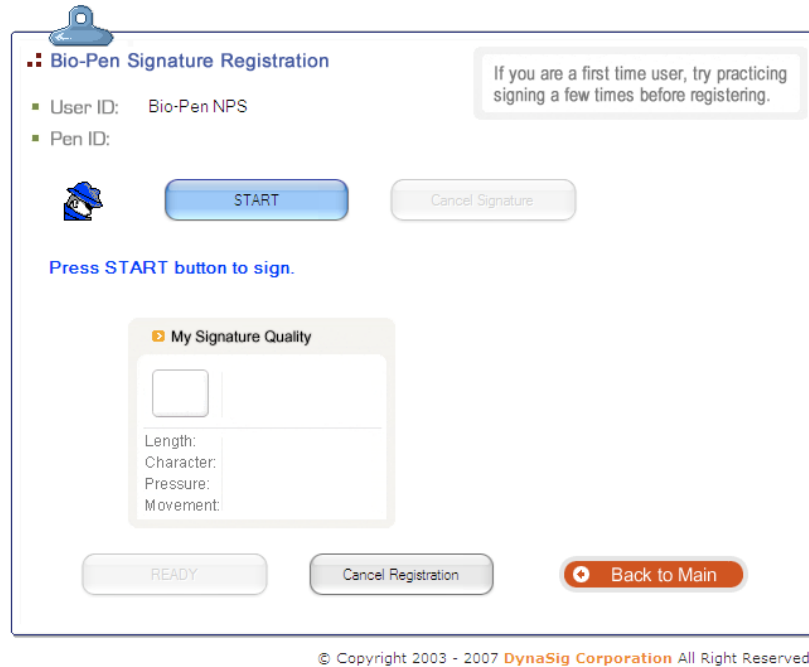 Bio-Pen Signature Registration
If you are a first time user, try practicing
signing a few times before registering.
User ID: Bio-Pen NPS
Pen ID:
START
Cancel Signature
Press START button to sign.
My Signature Quality
Length:
Character:
Pressure:
Movement:
READY
Cancel Registration
Back to Main
© Copyright 2003 - 2007 DynaSig Corporation All Right Reserved